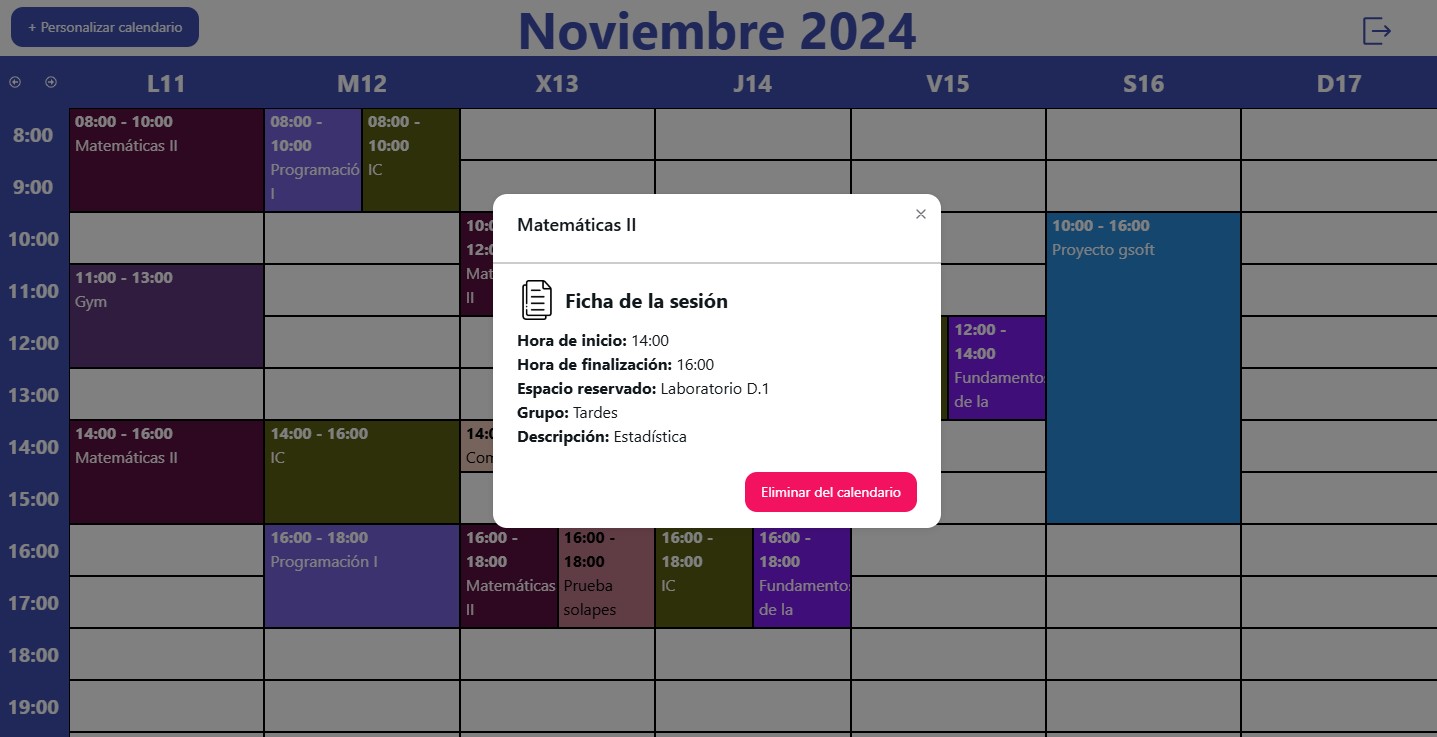 + Personalizar calendario
Noviembre 2024
L11 M12 X13 J14 V15 S16 D17
8:00
9:00
10:00
11:00
12:00
13:00
14:00
15:00
16:00
17:00
18:00
19:00
08:00 - 10:00
Matemáticas II
11:00 - 13:00
Gym
14:00 - 16:00
Matemáticas II
08:00 -
10:00
Programació
I
08:00 -
10:00
IC
14:00 - 16:00
IC
16:00 - 18:00
Programación I
10:0
12:0
Mat
II
14:0
Com
16:00 -
18:00
Matemáticas
II
16:00 -
18:00
Prueba
solapes
16:00 -
18:00
IC
16:00 -
18:00
Fundamentos
de la
12:00 -
14:00
Fundamentos
de la
10:00 - 16:00
Proyecto gsoft
Matemáticas II
Ficha de la sesión
Hora de inicio: 14:00
Hora de finalización: 16:00
Espacio reservado: Laboratorio D.1
Grupo: Tardes
Descripción: Estadística
Eliminar del calendario